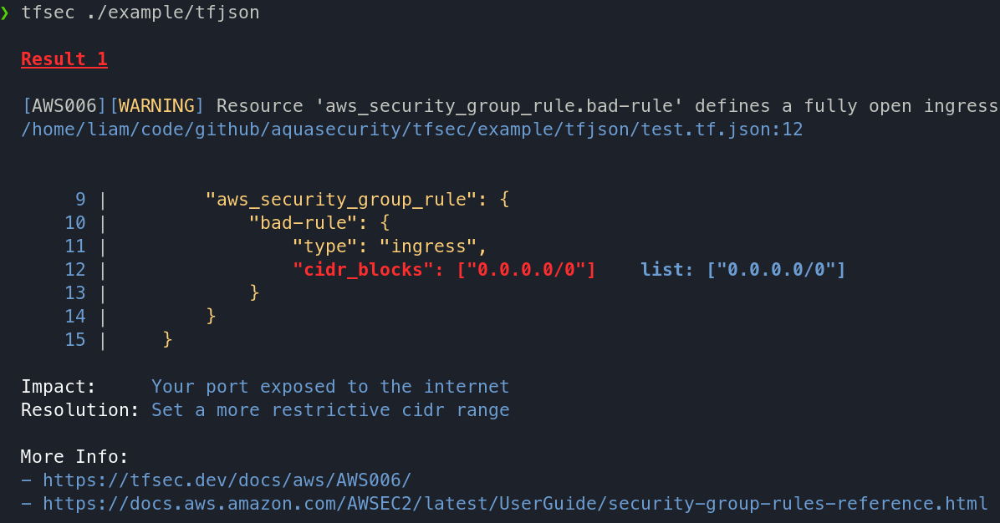 ❯ tfsec ./example/tfjson
Result 1
[AWS006][WARNING] Resource 'aws_security_group_rule.bad-rule' defines a fully open ingress
/home/liam/code/github/aquasecurity/tfsec/example/tfjson/test.tf.json:12
9 |         "aws_security_group_rule": {
10 |             "bad-rule": {
11 |                 "type": "ingress",
12 |                 "cidr_blocks": ["0.0.0.0/0"]    list: ["0.0.0.0/0"]
13 |             }
14 |         }
15 |     }
Impact:     Your port exposed to the internet
Resolution: Set a more restrictive cidr range
More Info:
- https://tfsec.dev/docs/aws/AWS006/
- https://docs.aws.amazon.com/AWSEC2/latest/UserGuide/security-group-rules-reference.html